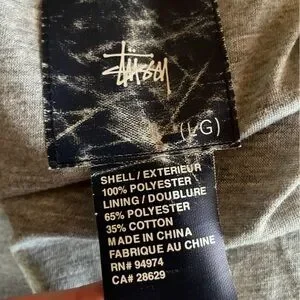 Stüssy
(LG)
SHELL / EXTERIEUR
100% POLYESTER
LINING / DOUBLURE
65% POLYESTER
35% COTTON
MADE IN CHINA
FABRIQUE AU CHINE
RN# 94974
CA# 28629